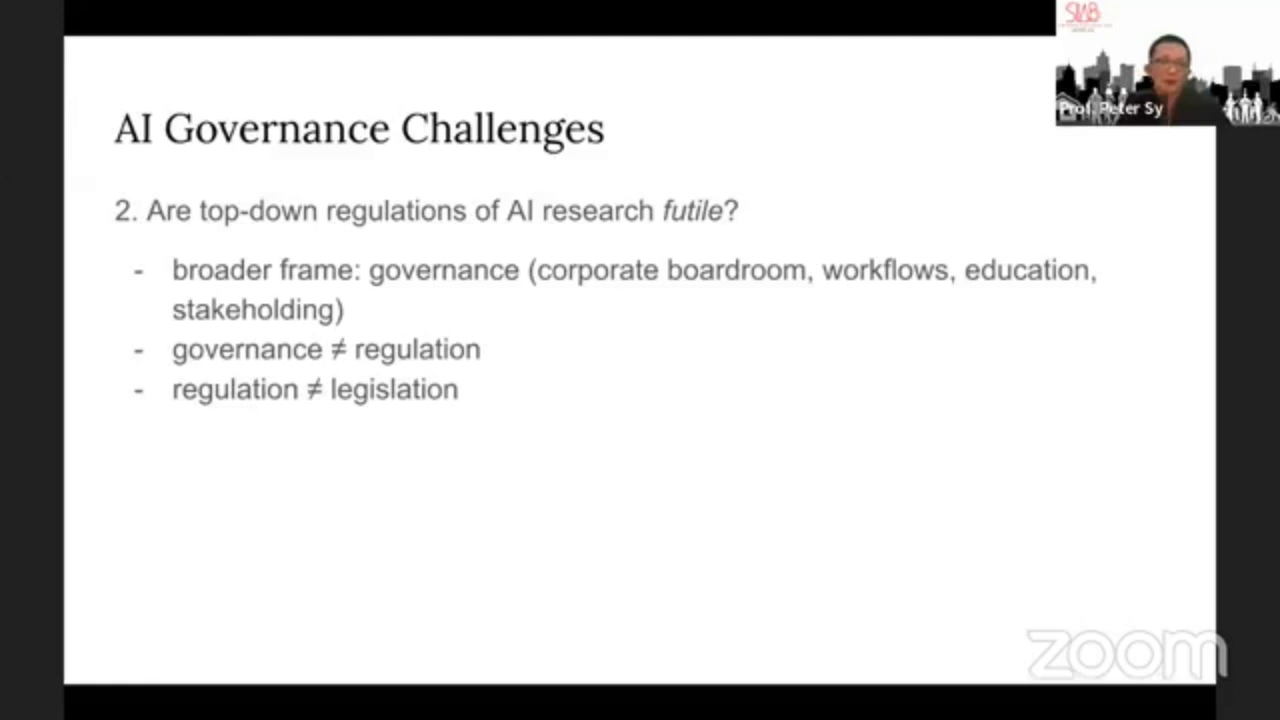 SWB
Prof. Peter Sy
AI Governance Challenges
2. Are top-down regulations of AI research futile?
- broader frame: governance (corporate boardroom, workflows, education,
stakeholding)
- governance ≠ regulation
- regulation ≠ legislation
zoom